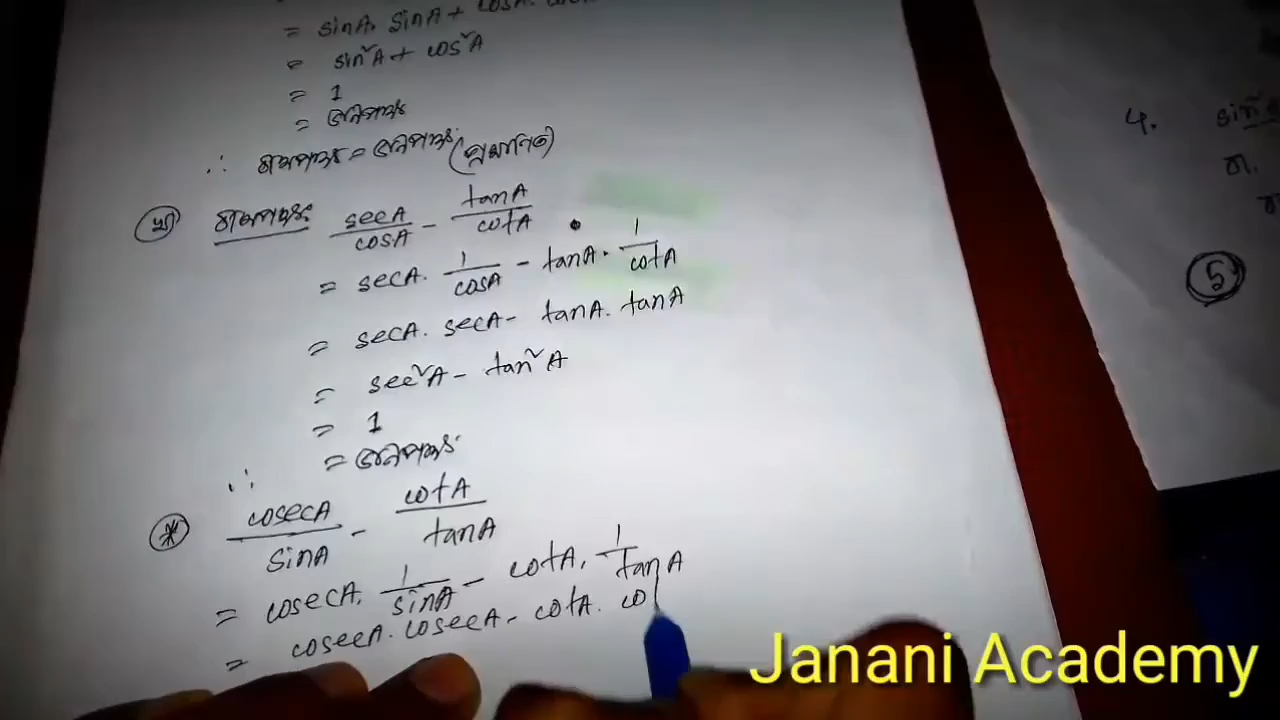 = sinA. sinA + cosA.
= sin²A + cos²A
= 1
= ডানপক্ষ
∴ বামপক্ষ = ডানপক্ষ (প্রমাণিত)
বামপক্ষঃ secA/cosA - tanA/cotA
= secA. 1/cosA - tanA. 1/cotA
= secA. secA - tanA. tanA
= sec²A - tan²A
= 1
= ডানপক্ষ
∴
* cosecA/sinA - cotA/tanA
= cosecA. 1/sinA - cotA. 1/tanA
= cosecA. cosecA - cotA. co
4.
5
Janani Academy